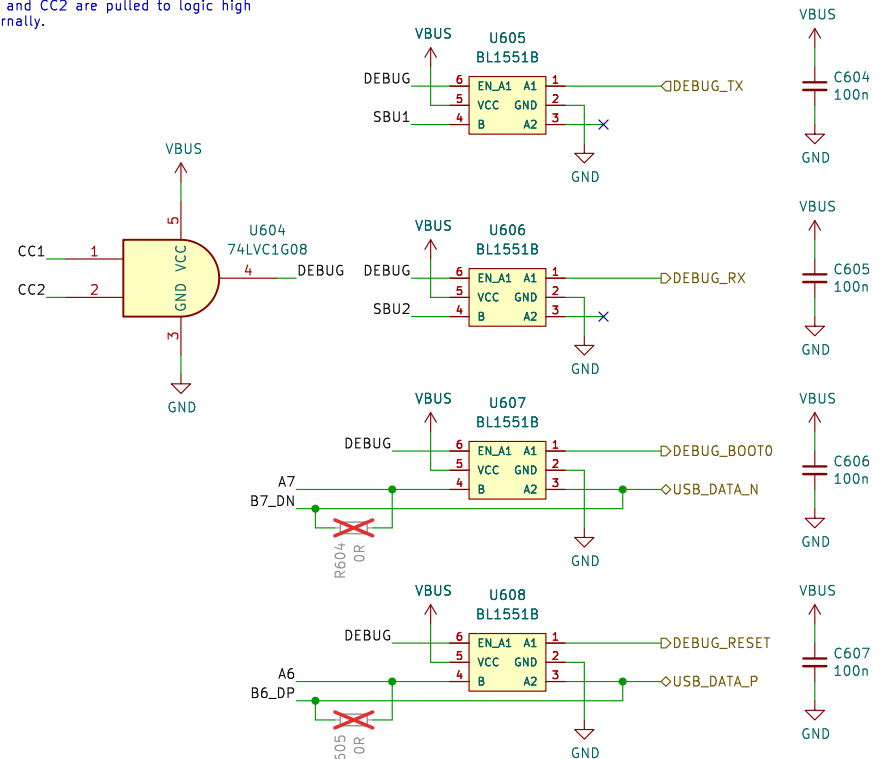 and CC2 are pulled to logic high
rnally.
VBUS
U605
BL1551B
DEBUG
6 EN_A1 A1 1
5 VCC GND 2
SBU1
4 B A2 3
DEBUG_TX
GND
VBUS
C604
100n
GND
VBUS
U604
74LVC1G08
CC1
1
CC2
2
5
VCC
GND
3
4
DEBUG
GND
VBUS
U606
BL1551B
DEBUG
6 EN_A1 A1 1
5 VCC GND 2
SBU2
4 B A2 3
DEBUG_RX
GND
VBUS
C605
100n
GND
VBUS
U607
BL1551B
DEBUG
6 EN_A1 A1 1
5 VCC GND 2
A7
4 B A2 3
B7_DN
DEBUG_BOOT0
USB_DATA_N
R604
0R
GND
VBUS
C606
100n
GND
VBUS
U608
BL1551B
DEBUG
6 EN_A1 A1 1
5 VCC GND 2
A6
4 B A2 3
B6_DP
DEBUG_RESET
USB_DATA_P
605
0R
GND
VBUS
C607
100n
GND